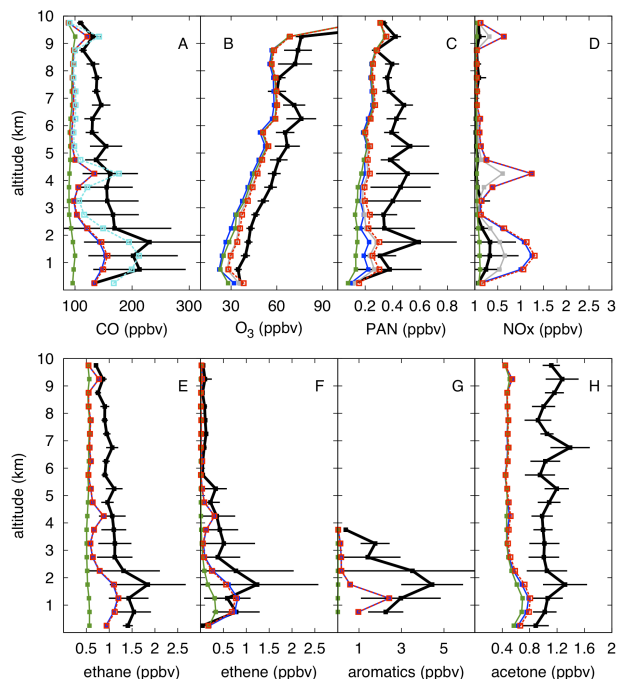 10
9
8
7
6
5
4
3
2
1
altitude (km)
A
B
C
D
100 200 300
30 45 60 75 90
0.2 0.4 0.6 0.8 1
0 0.5 1 1.5 2 2.5 3
CO (ppbv)
O3 (ppbv)
PAN (ppbv)
NOx (ppbv)
10
9
8
7
6
5
4
3
2
1
altitude (km)
E
F
G
H
0.5 1 1.5 2 2.5
0.5 1 1.5 2 2.5
1 3 5
0.4 0.8 1.2 1.6 2
ethane (ppbv)
ethene (ppbv)
aromatics (ppbv)
acetone (ppbv)